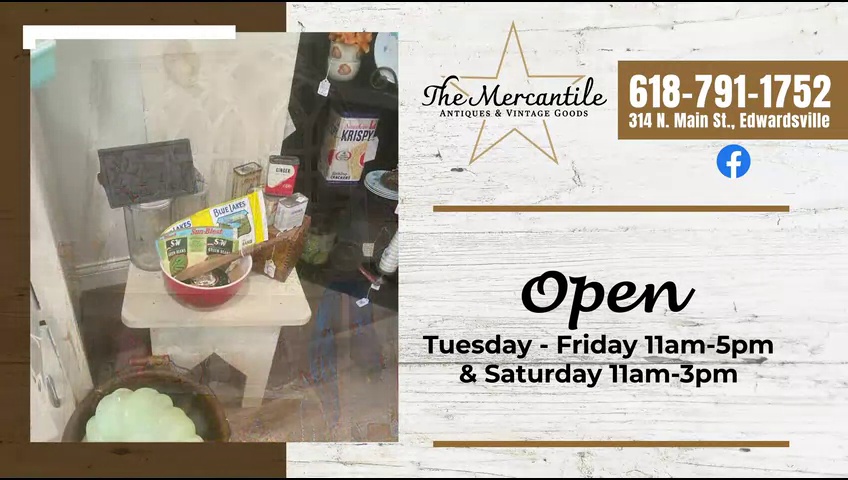 The Mercantile
ANTIQUES & VINTAGE GOODS
618-791-1752
314 N. Main St., Edwardsville
Open
Tuesday - Friday 11am-5pm
& Saturday 11am-3pm
KRISPY
GINGER
BLUE LAKES
LAKES
S&W
S&W